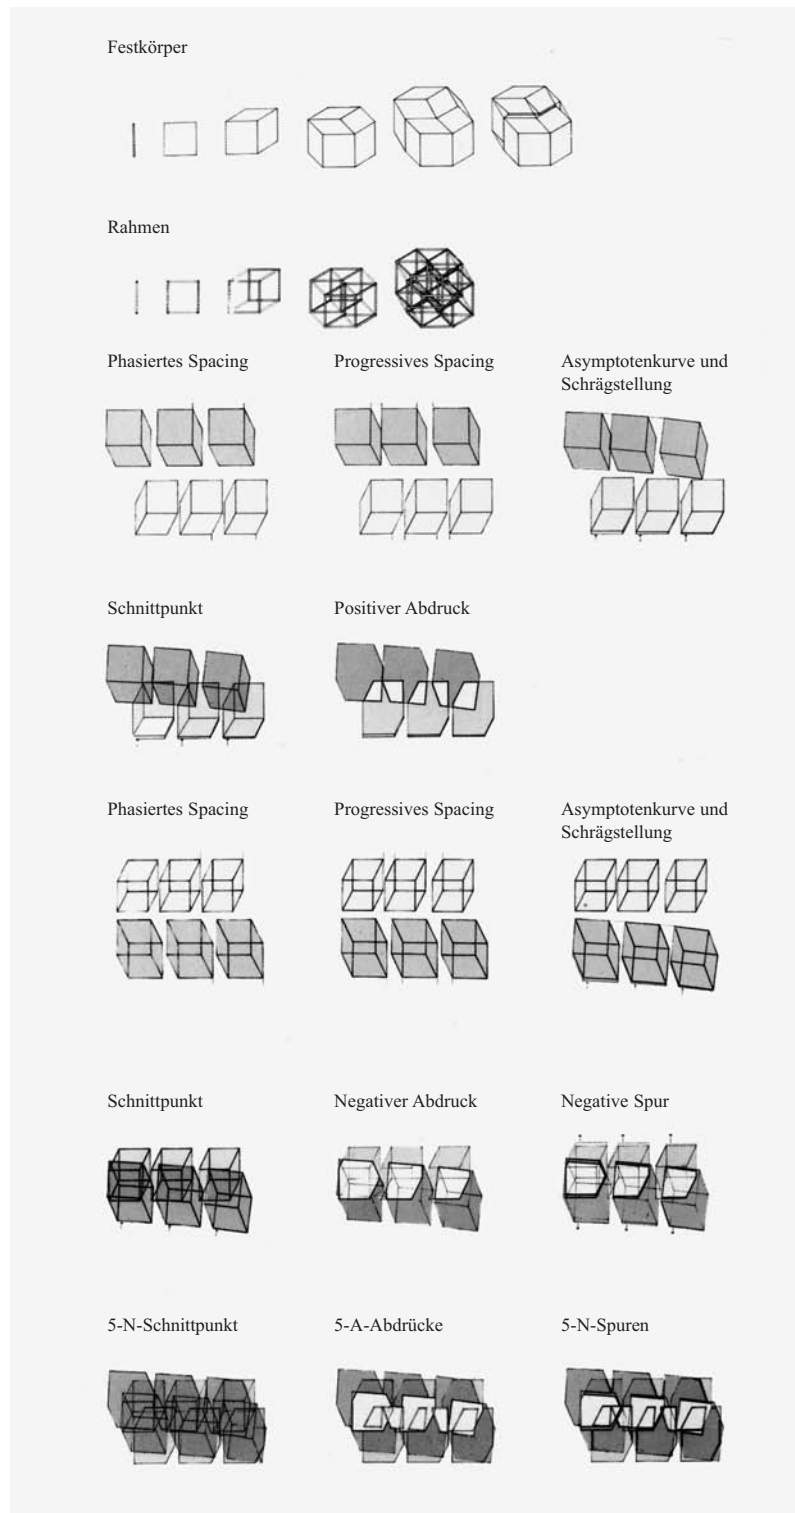 Festkörper
Rahmen
Phasiertes Spacing
Progressives Spacing
Asymptotenkurve und
Schrägstellung
Schnittpunkt
Positiver Abdruck
Phasiertes Spacing
Progressives Spacing
Asymptotenkurve und
Schrägstellung
Schnittpunkt
Negativer Abdruck
Negative Spur
5-N-Schnittpunkt
5-A-Abdrücke
5-N-Spuren